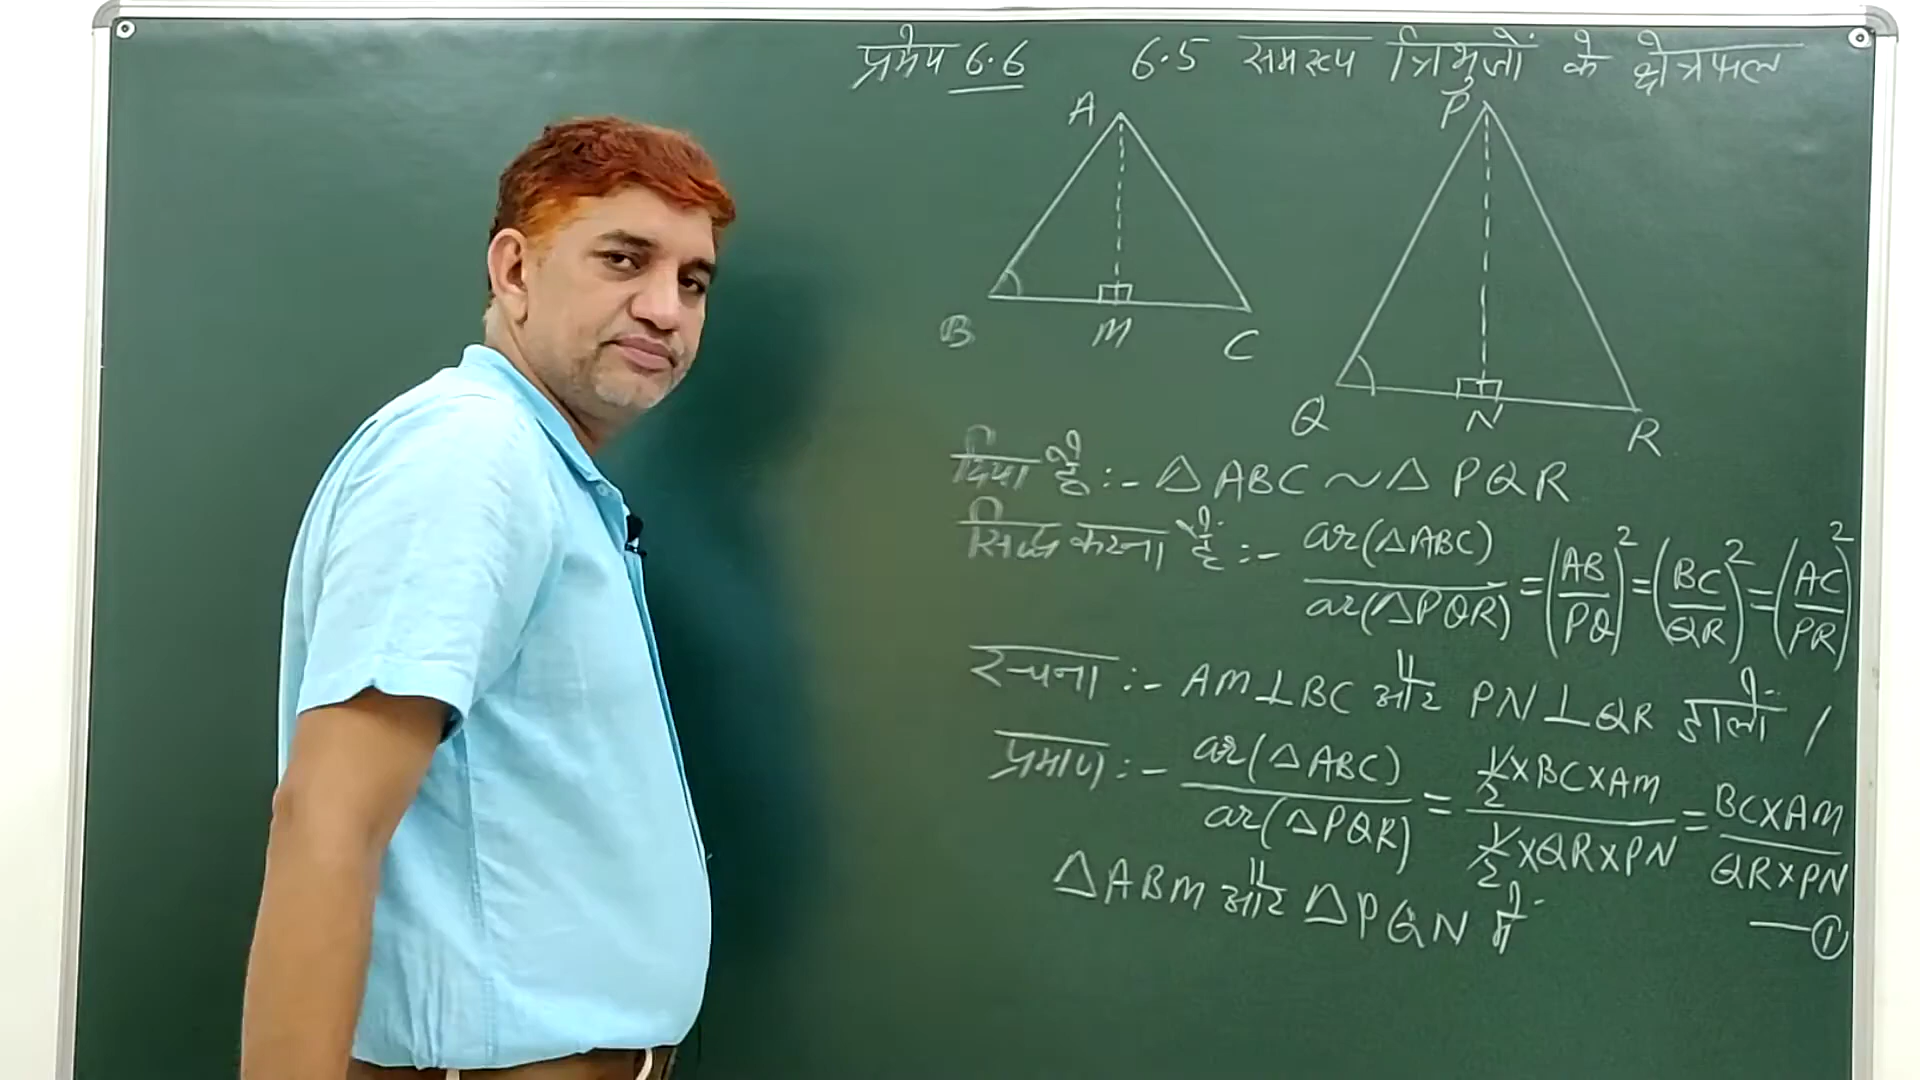 प्रमेय 6.6 6.5 समरूप त्रिभुजों के क्षेत्रफल
A P
B M C
Q N R
दिया है :- △ ABC ~ △ PQR
सिद्ध करना है :- ar(△ABC) / ar(△PQR) = (AB/PQ)² = (BC/QR)² = (AC/PR)²
रचना :- AM ⊥ BC और PN ⊥ QR डालो ।
प्रमाण :- ar(△ABC) / ar(△PQR) = ½ × BC × AM / ½ × QR × PN = BC × AM / QR × PN
— ①
△ABM और △PQN में